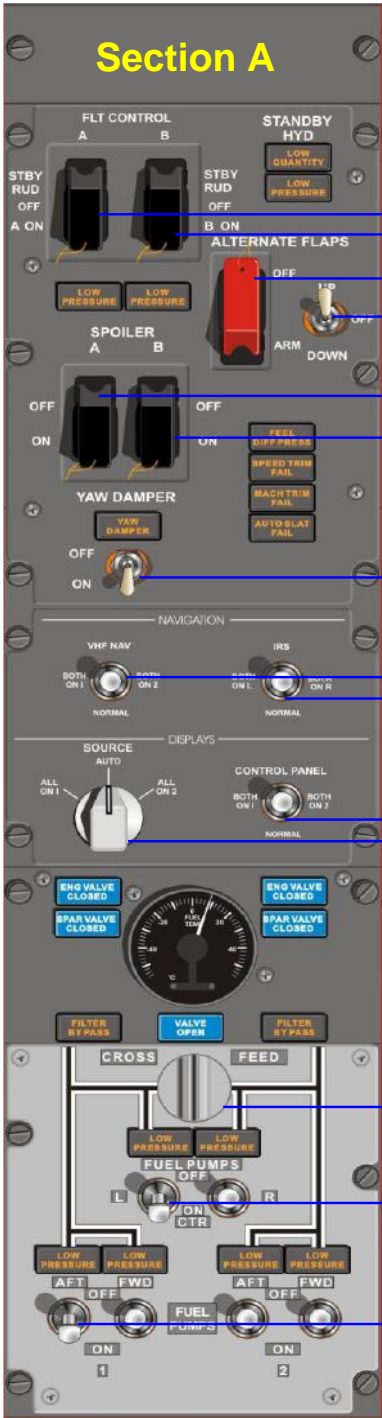 Section A
FLT CONTROL
A B
STANDBY
HYD
LOW
QUANTITY
LOW
PRESSURE
STBY
RUD
OFF
A ON
STBY
RUD
OFF
B ON
ALTERNATE FLAPS
OFF
ARM
UP
OFF
DOWN
LOW
PRESSURE
LOW
PRESSURE
SPOILER
A B
OFF
ON
OFF
ON
FEEL
DIFF PRESS
SPEED TRIM
FAIL
MACH TRIM
FAIL
AUTO SLAT
FAIL
YAW DAMPER
YAW
DAMPER
OFF
ON
NAVIGATION
VHF NAV
BOTH
ON 1
BOTH
ON 2
NORMAL
IRS
BOTH
ON L
BOTH
ON R
NORMAL
DISPLAYS
SOURCE
AUTO
ALL
ON 1
ALL
ON 2
CONTROL PANEL
BOTH
ON 1
BOTH
ON 2
NORMAL
ENG VALVE
CLOSED
SPAR VALVE
CLOSED
ENG VALVE
CLOSED
SPAR VALVE
CLOSED
0
20
20
40
40
FUEL
TEMP
°C
FILTER
BYPASS
VALVE
OPEN
FILTER
BYPASS
CROSS FEED
LOW
PRESSURE
LOW
PRESSURE
FUEL PUMPS
OFF
L R
ON
CTR
LOW
PRESSURE
LOW
PRESSURE
LOW
PRESSURE
LOW
PRESSURE
AFT FWD
OFF
AFT FWD
OFF
FUEL
PUMPS
ON
1
ON
2